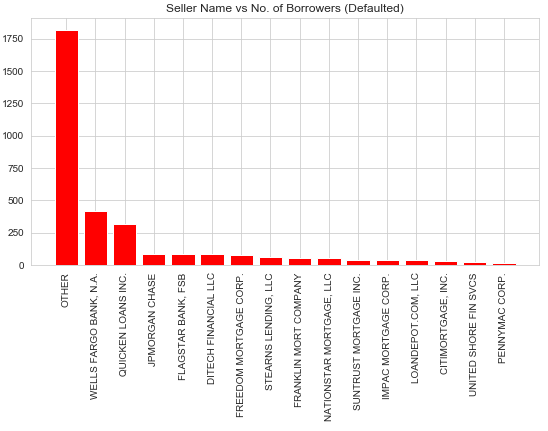 Seller Name vs No. of Borrowers (Defaulted)
1750
1500
1250
1000
750
500
250
0
OTHER
WELLS FARGO BANK, N.A.
QUICKEN LOANS INC.
JPMORGAN CHASE
FLAGSTAR BANK, FSB
DITECH FINANCIAL LLC
FREEDOM MORTGAGE CORP.
STEARNS LENDING, LLC
FRANKLIN MORT COMPANY
NATIONSTAR MORTGAGE, LLC
SUNTRUST MORTGAGE INC.
IMPAC MORTGAGE CORP.
LOANDEPOT.COM, LLC
CITIMORTGAGE, INC.
UNITED SHORE FIN SVCS
PENNYMAC CORP.